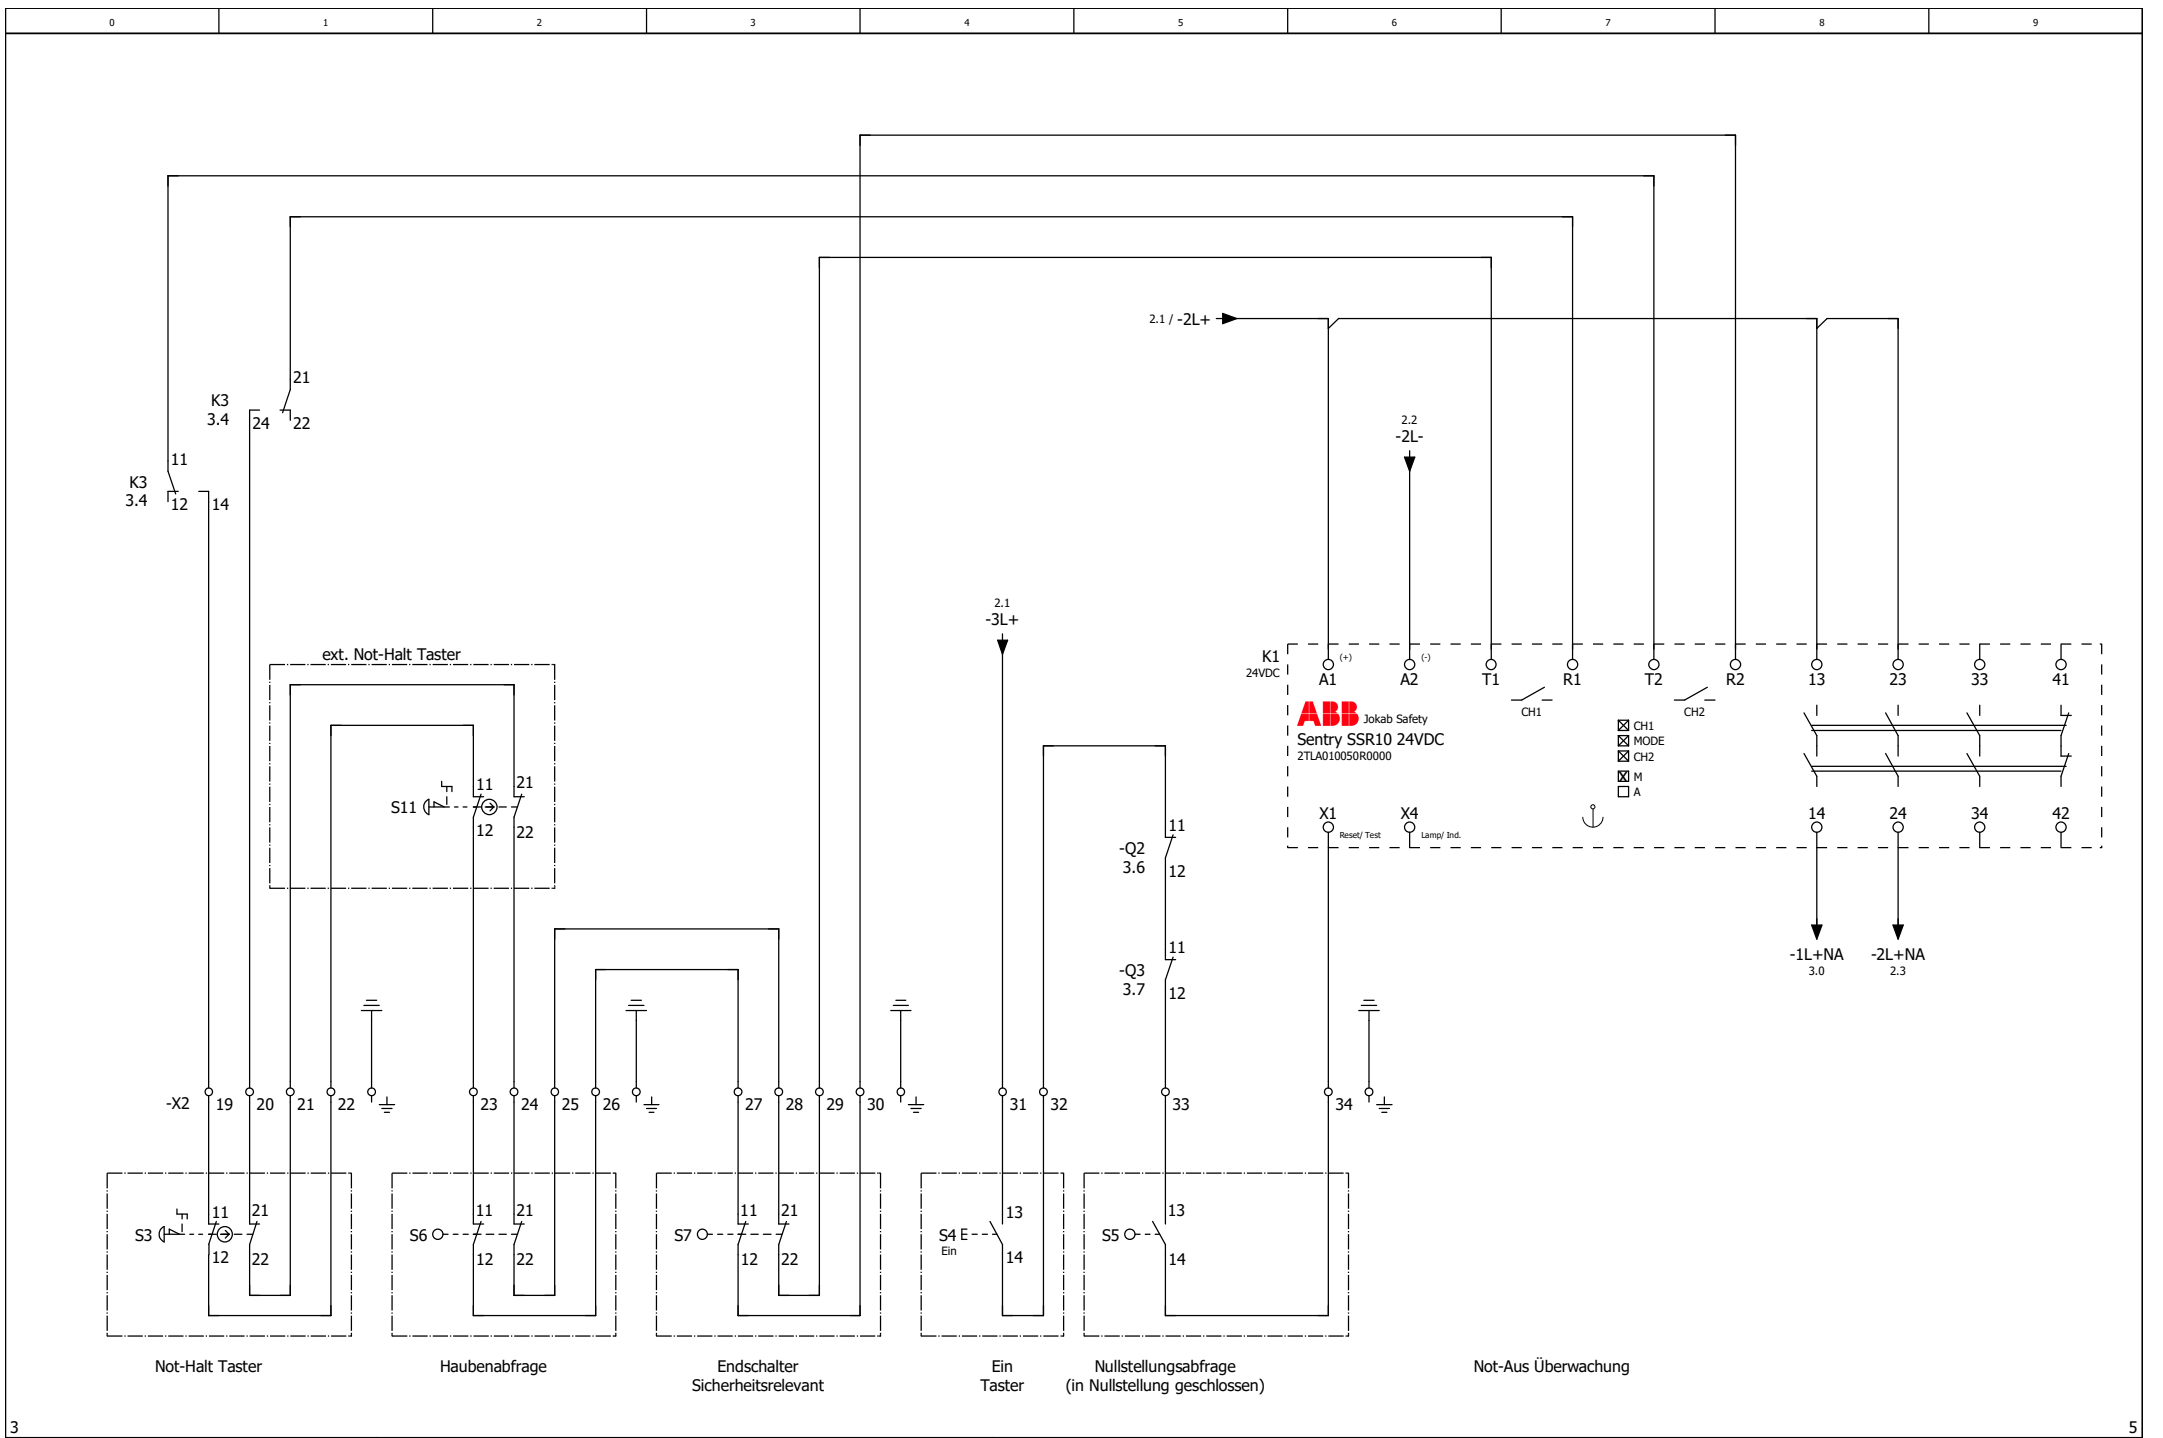 0 1 2 3 4 5 6 7 8 9
2.1 / -2L+
21
K3
3.4
24 22
11
K3
3.4
12 14
2.2
-2L-
2.1
-3L+
ext. Not-Halt Taster
11 21
S11
12 22
K1
24VDC
(+) (-)
A1 A2 T1 R1 T2 R2 13 23 33 41
CH1 CH2
ABB Jokab Safety
Sentry SSR10 24VDC
2TLA010050R0000
CH1
MODE
CH2
M
A
X1 X4 14 24 34 42
Reset/ Test Lamp/ Ind.
11
-Q2
3.6
12
11
-Q3
3.7
12
-1L+NA -2L+NA
3.0 2.3
-X2 19 20 21 22 23 24 25 26 27 28 29 30 31 32 33 34
11 21
S3
12 22
11 21
S6
12 22
11 21
S7
12 22
13
S4 E
Ein
14
13
S5
14
Not-Halt Taster
Haubenabfrage
Endschalter
Sicherheitsrelevant
Ein
Taster
Nullstellungsabfrage
(in Nullstellung geschlossen)
Not-Aus Überwachung
3 5